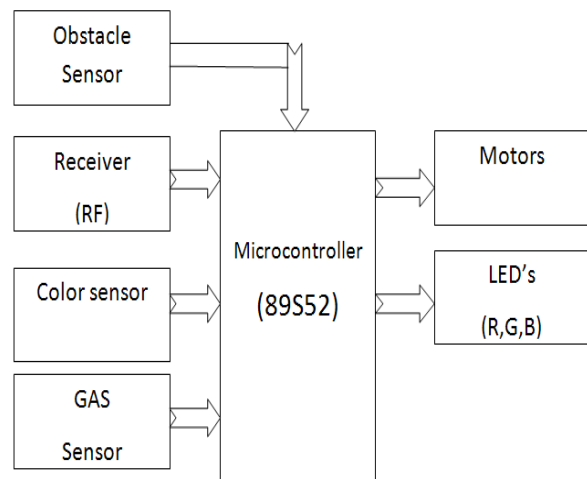 Obstacle
Sensor
Receiver
(RF)
Color sensor
GAS
Sensor
Microcontroller
(89S52)
Motors
LED's
(R,G,B)